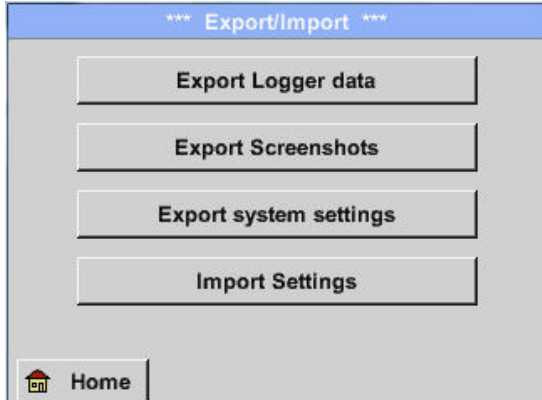 *** Export/Import ***
Export Logger data
Export Screenshots
Export system settings
Import Settings
Home